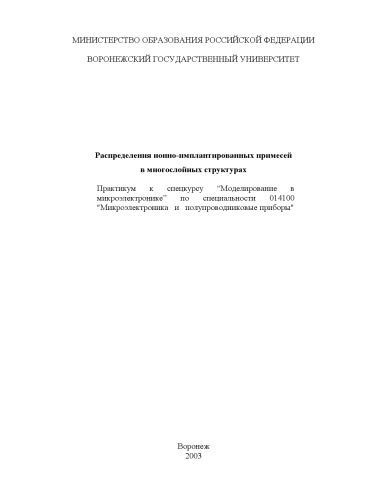 МИНИСТЕРСТВО ОБРАЗОВАНИЯ РОССИЙСКОЙ ФЕДЕРАЦИИ
ВОРОНЕЖСКИЙ ГОСУДАРСТВЕННЫЙ УНИВЕРСИТЕТ
Распределения ионно-имплантированных примесей
в многослойных структурах
Практикум к спецкурсу “Моделирование в
микроэлектронике” по специальности 014100
"Микроэлектроника и полупроводниковые приборы"
Воронеж
2003